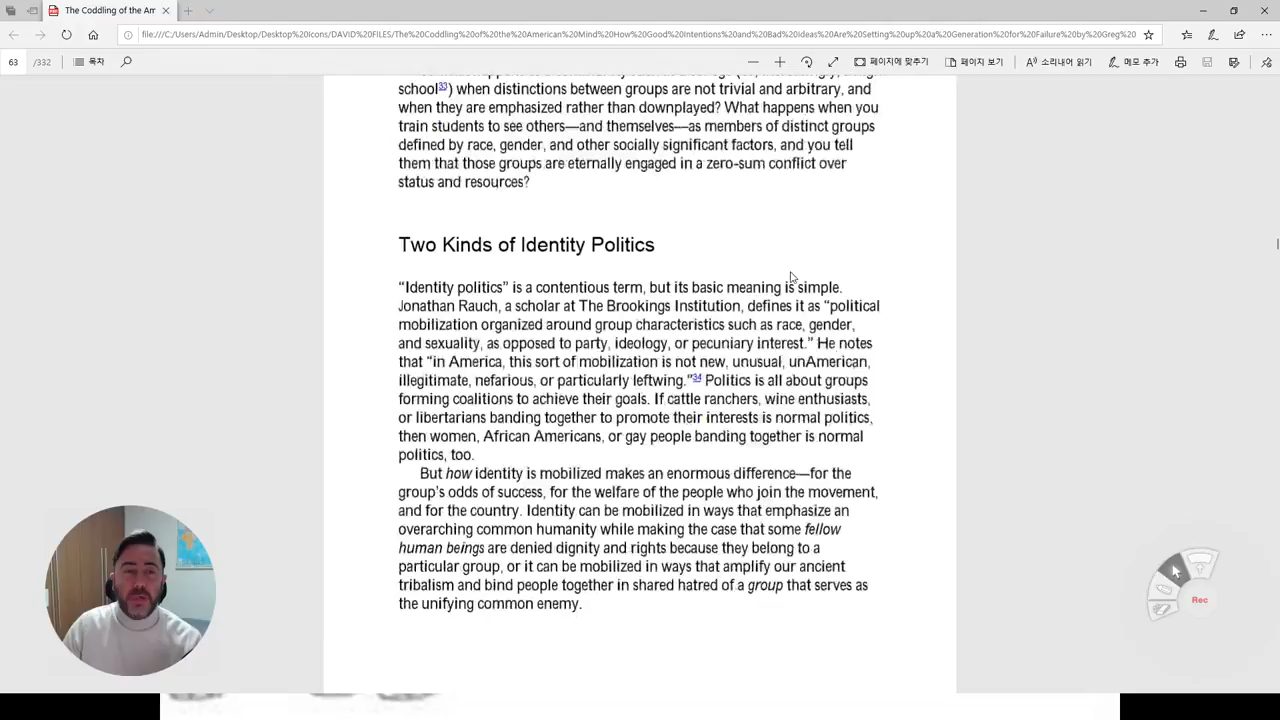 The Coddling of the Am
file:///C:/Users/Admin/Desktop/Desktop%20Icons/DAVID%20FILES/The%20Coddling%20of%20the%20American%20Mind%20How%20Good%20Intentions%20and%20Bad%20Ideas%20Are%20Setting%20up%20a%20Generation%20for%20Failure%20by%20Greg%20
63 /332 목차 페이지에 맞추기 페이지 보기 소리내어 읽기 메모 추가
school33) when distinctions between groups are not trivial and arbitrary, and
when they are emphasized rather than downplayed? What happens when you
train students to see others—and themselves—as members of distinct groups
defined by race, gender, and other socially significant factors, and you tell
them that those groups are eternally engaged in a zero-sum conflict over
status and resources?
Two Kinds of Identity Politics
“Identity politics” is a contentious term, but its basic meaning is simple.
Jonathan Rauch, a scholar at The Brookings Institution, defines it as “political
mobilization organized around group characteristics such as race, gender,
and sexuality, as opposed to party, ideology, or pecuniary interest.” He notes
that “in America, this sort of mobilization is not new, unusual, unAmerican,
illegitimate, nefarious, or particularly leftwing.”34 Politics is all about groups
forming coalitions to achieve their goals. If cattle ranchers, wine enthusiasts,
or libertarians banding together to promote their interests is normal politics,
then women, African Americans, or gay people banding together is normal
politics, too.
But how identity is mobilized makes an enormous difference—for the
group’s odds of success, for the welfare of the people who join the movement,
and for the country. Identity can be mobilized in ways that emphasize an
overarching common humanity while making the case that some fellow
human beings are denied dignity and rights because they belong to a
particular group, or it can be mobilized in ways that amplify our ancient
tribalism and bind people together in shared hatred of a group that serves as
the unifying common enemy.
Rec